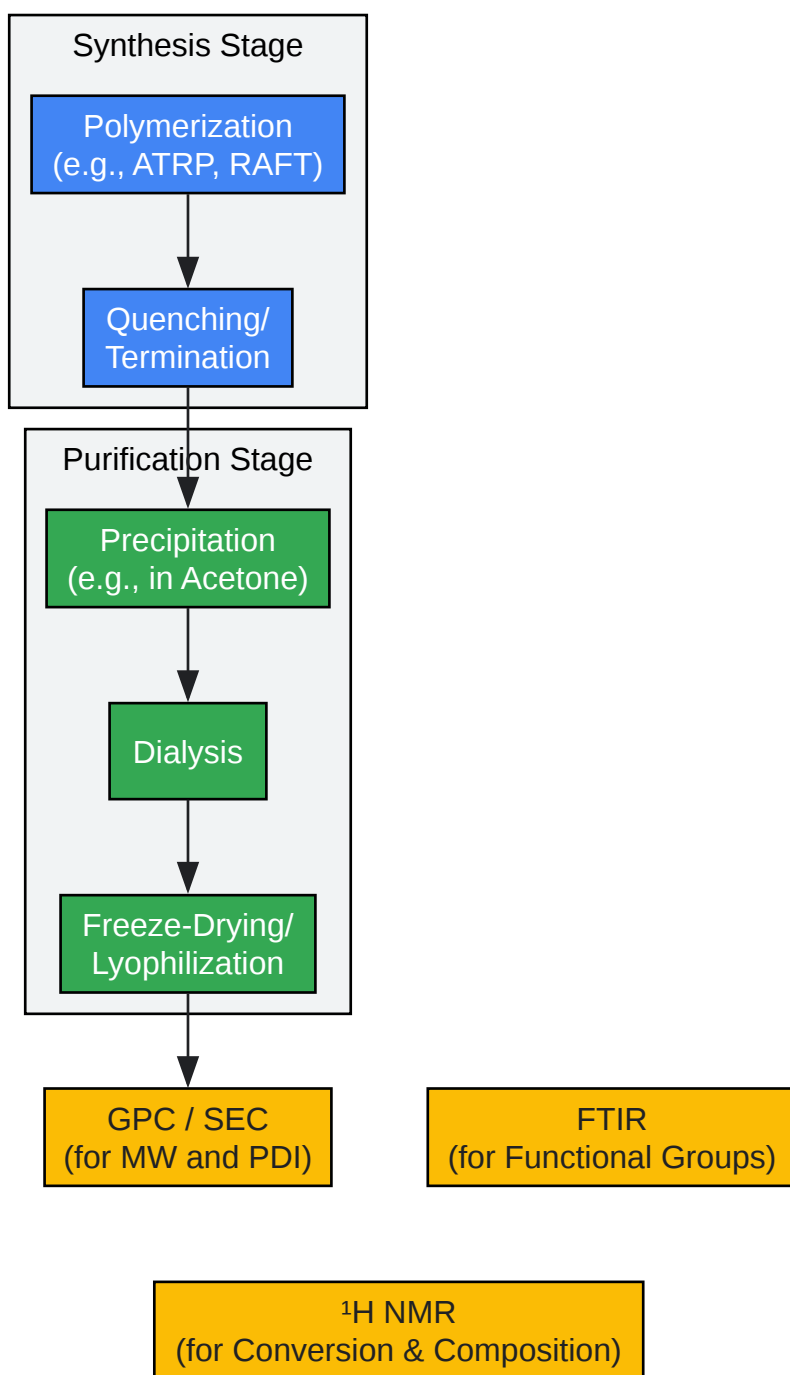 Synthesis Stage
Polymerization
(e.g., ATRP, RAFT)
Quenching/
Termination
Purification Stage
Precipitation
(e.g., in Acetone)
Dialysis
Freeze-Drying/
Lyophilization
GPC / SEC
(for MW and PDI)
FTIR
(for Functional Groups)
¹H NMR
(for Conversion & Composition)